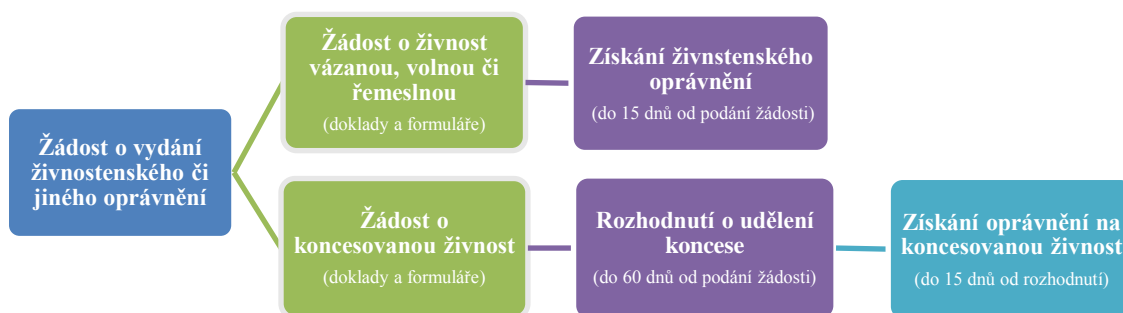 Žádost o vydání
živnostenského či
jiného oprávnění
Žádost o živnost
vázanou, volnou či
řemeslnou
(doklady a formuláře)
Získání živnstenského
oprávnění
(do 15 dnů od podání žádosti)
Žádost o
koncesovanou živnost
(doklady a formuláře)
Rozhodnutí o udělení
koncese
(do 60 dnů od podání žádosti)
Získání oprávnění na
koncesovanou živnost
(do 15 dnů od rozhodnutí)